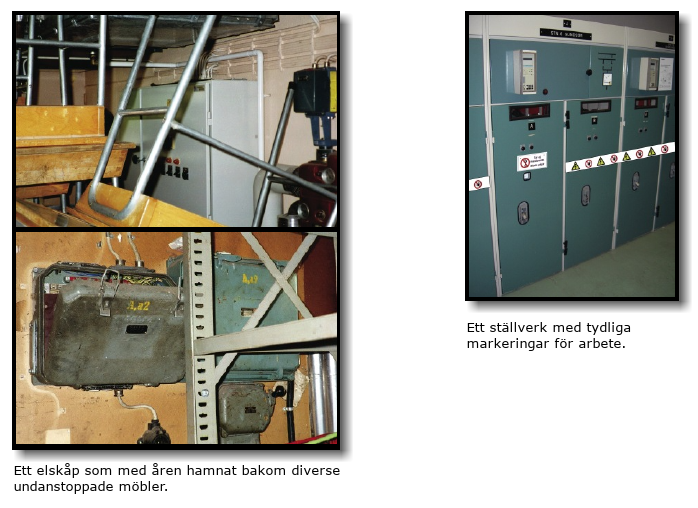 Ett elskåp som med åren hamnat bakom diverse
undanstoppade möbler.
Ett ställverk med tydliga
markeringar för arbete.